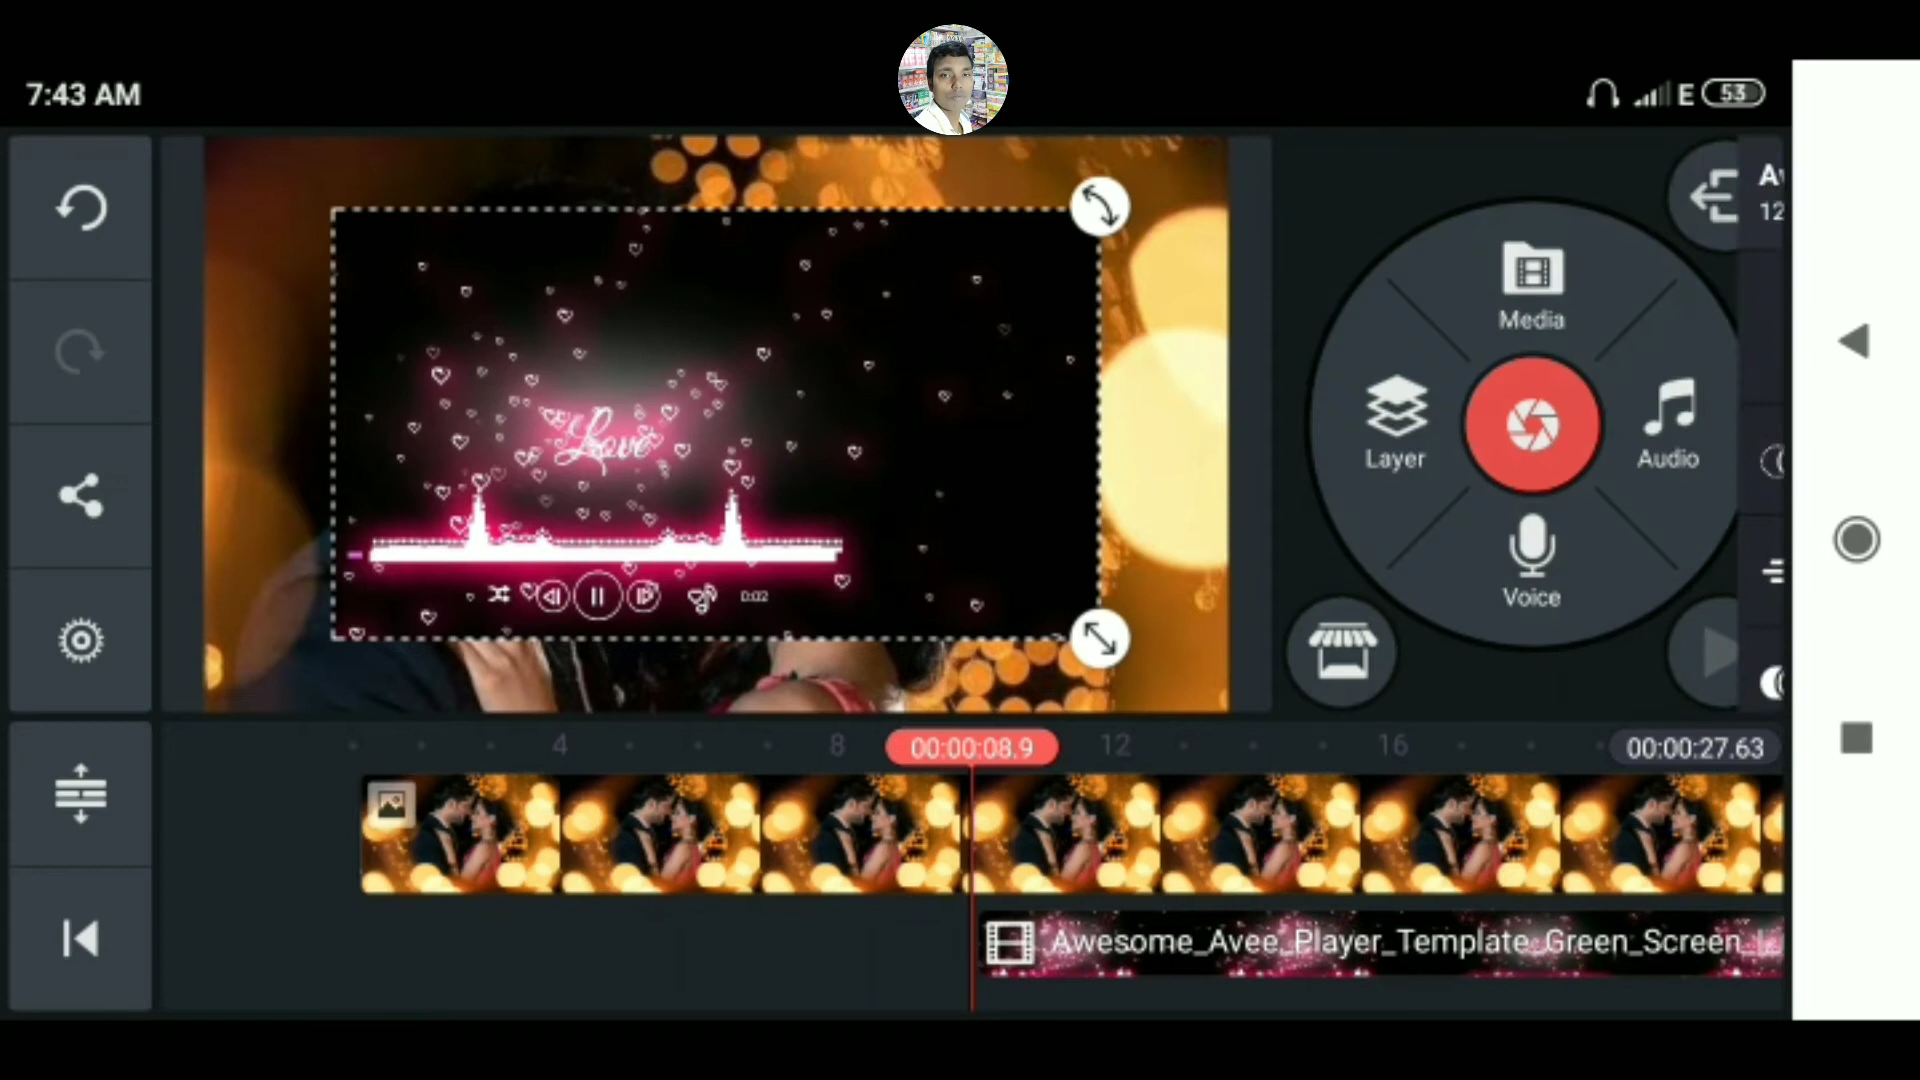 7:43 AM
E 53
Media
Layer
Audio
Voice
12
Love
0:02
4
8
00:00:08.9
12
16
00:00:27.63
Awesome_Avee_Player_Template_Green_Screen_